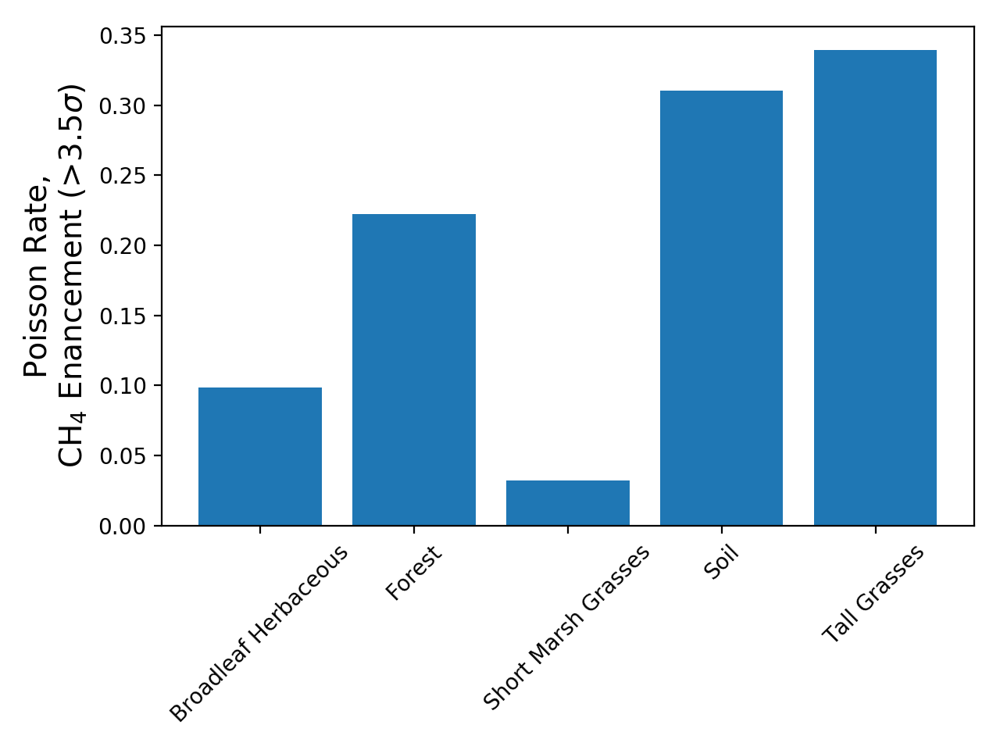 Poisson Rate,
CH₄ Enancement (>3.5σ)
0.35
0.30
0.25
0.20
0.15
0.10
0.05
0.00
Broadleaf Herbaceous
Forest
Short Marsh Grasses
Soil
Tall Grasses